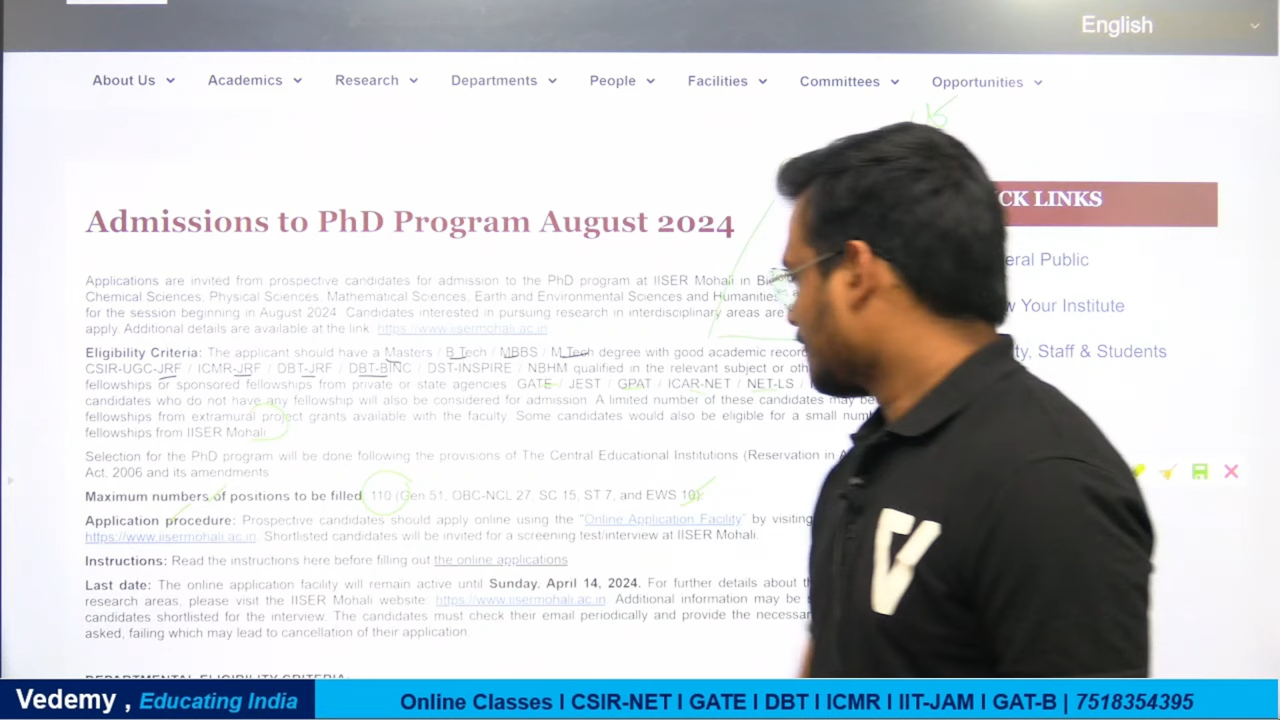 English
About Us Academics Research Departments People Facilities Committees Opportunities
Admissions to PhD Program August 2024
CK LINKS
Applications are invited from prospective candidates for admission to the PhD program at IISER Mohali in
Chemical Sciences, Physical Sciences, Mathematical Sciences, Earth and Environmental Sciences and Humanities
for the session beginning in August 2024. Candidates interested in pursuing research in interdisciplinary areas are
apply. Additional details are available at the link: https://www.iisermohali.ac.in
eral Public
w Your Institute
ty, Staff & Students
Eligibility Criteria: The applicant should have a Masters / B.Tech / MBBS / M.Tech degree with good academic record
CSIR-UGC-JRF / ICMR-JRF / DBT-JRF / DBT-BINC / DST-INSPIRE / NBHM qualified in the relevant subject or oth
fellowships or sponsored fellowships from private or state agencies. GATE / JEST / GPAT / ICAR-NET / NET-LS /
candidates who do not have any fellowship will also be considered for admission. A limited number of these candidates may be
fellowships from extramural project grants available with the faculty. Some candidates would also be eligible for a small num
fellowships from IISER Mohali.
Selection for the PhD program will be done following the provisions of The Central Educational Institutions (Reservation in A
Act, 2006 and its amendments
Maximum numbers of positions to be filled: 110 (Gen 51, OBC-NCL 27, SC 15, ST 7, and EWS 10).
Application procedure: Prospective candidates should apply online using the "Online Application Facility" by visiting
https://www.iisermohali.ac.in. Shortlisted candidates will be invited for a screening test/interview at IISER Mohali.
Instructions: Read the instructions here before filling out the online applications
Last date: The online application facility will remain active until Sunday, April 14, 2024. For further details about th
research areas, please visit the IISER Mohali website: https://www.iisermohali.ac.in. Additional information may be s
candidates shortlisted for the interview. The candidates must check their email periodically and provide the necessar
asked, failing which may lead to cancellation of their application.
DEPARTMENTAL ELIGIBILITY CRITERIA:
Vedemy , Educating India
Online Classes I CSIR-NET I GATE I DBT I ICMR I IIT-JAM I GAT-B | 7518354395